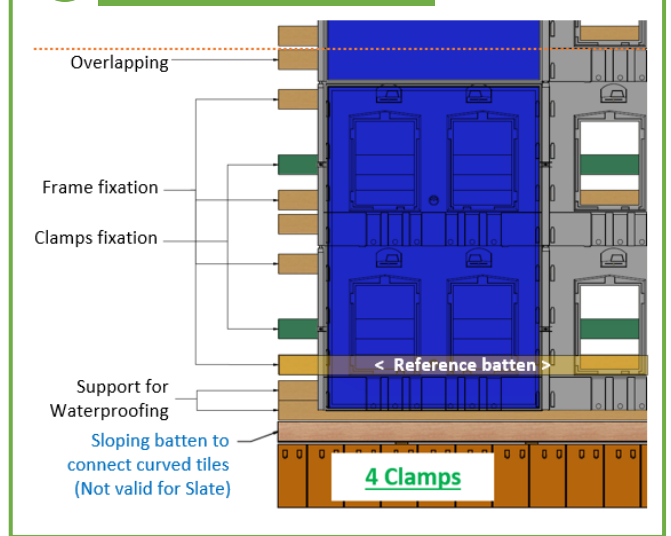 Overlapping
Frame fixation
Clamps fixation
< Reference batten >
Support for
Waterproofing
Sloping batten to
connect curved tiles
(Not valid for Slate)
4 Clamps